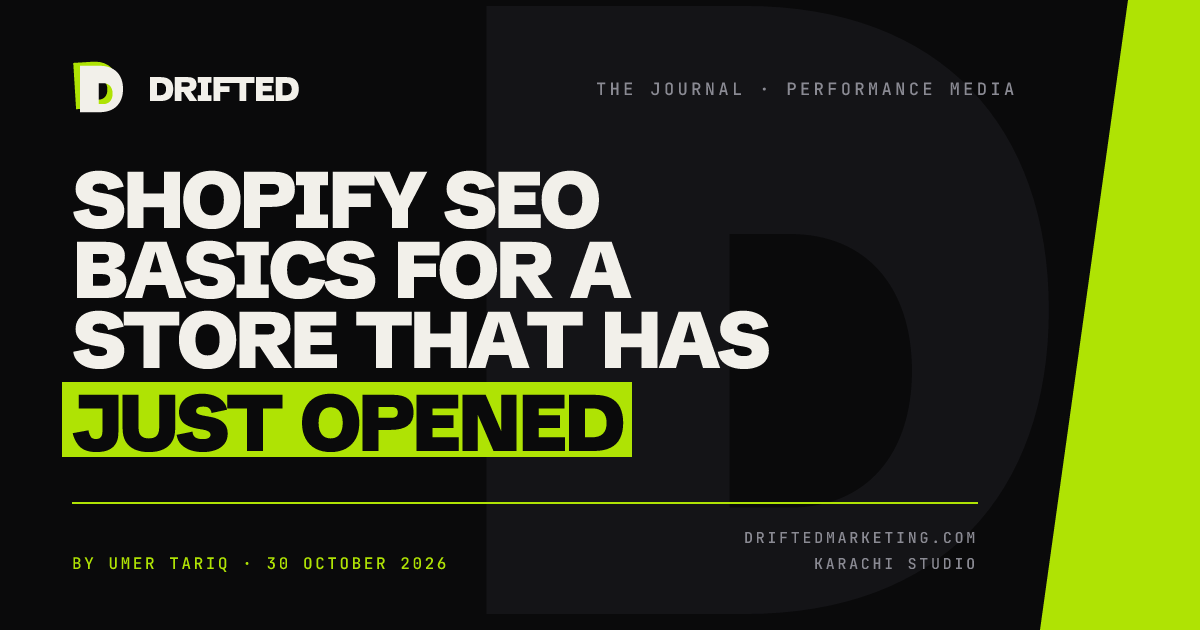 DRIFTED
THE JOURNAL · PERFORMANCE MEDIA
SHOPIFY SEO
BASICS FOR A
STORE THAT HAS
JUST OPENED
BY UMER TARIQ · 30 OCTOBER 2026
DRIFTEDMARKETING.COM
KARACHI STUDIO